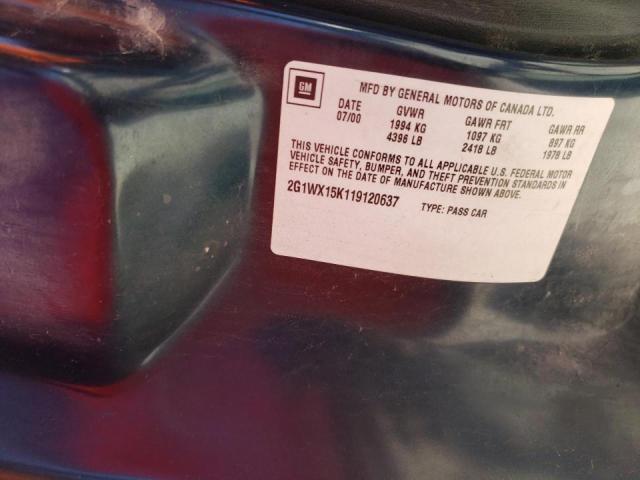 GM
MFD BY GENERAL MOTORS OF CANADA LTD.
DATE GVWR GAWR FRT GAWR RR
07/00 1994 KG 1097 KG 897 KG
4396 LB 2418 LB 1978 LB
THIS VEHICLE CONFORMS TO ALL APPLICABLE U.S. FEDERAL MOTOR
VEHICLE SAFETY, BUMPER, AND THEFT PREVENTION STANDARDS IN
EFFECT ON THE DATE OF MANUFACTURE SHOWN ABOVE.
2G1WX15K119120637 TYPE: PASS CAR